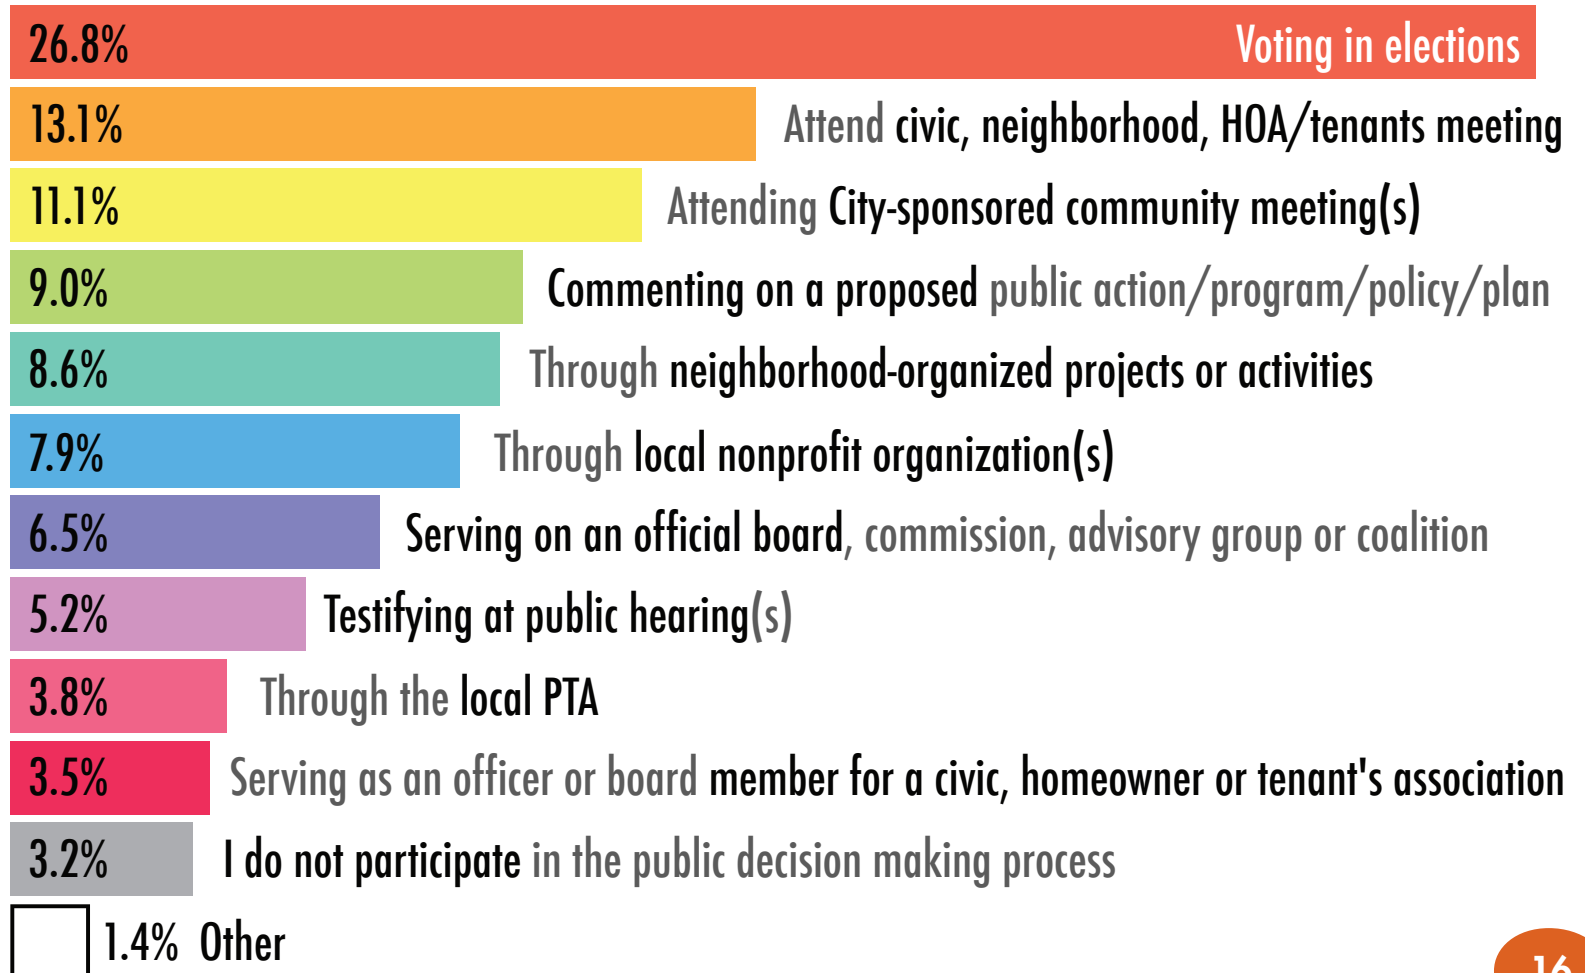 26.8% Voting in elections
13.1% Attend civic, neighborhood, HOA/tenants meeting
11.1% Attending City-sponsored community meeting(s)
9.0% Commenting on a proposed public action/program/policy/plan
8.6% Through neighborhood-organized projects or activities
7.9% Through local nonprofit organization(s)
6.5% Serving on an official board, commission, advisory group or coalition
5.2% Testifying at public hearing(s)
3.8% Through the local PTA
3.5% Serving as an officer or board member for a civic, homeowner or tenant's association
3.2% I do not participate in the public decision making process
1.4% Other
16